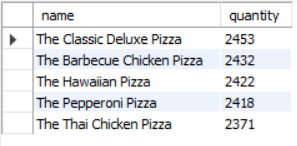 name quantity
The Classic Deluxe Pizza 2453
The Barbecue Chicken Pizza 2432
The Hawaiian Pizza 2422
The Pepperoni Pizza 2418
The Thai Chicken Pizza 2371